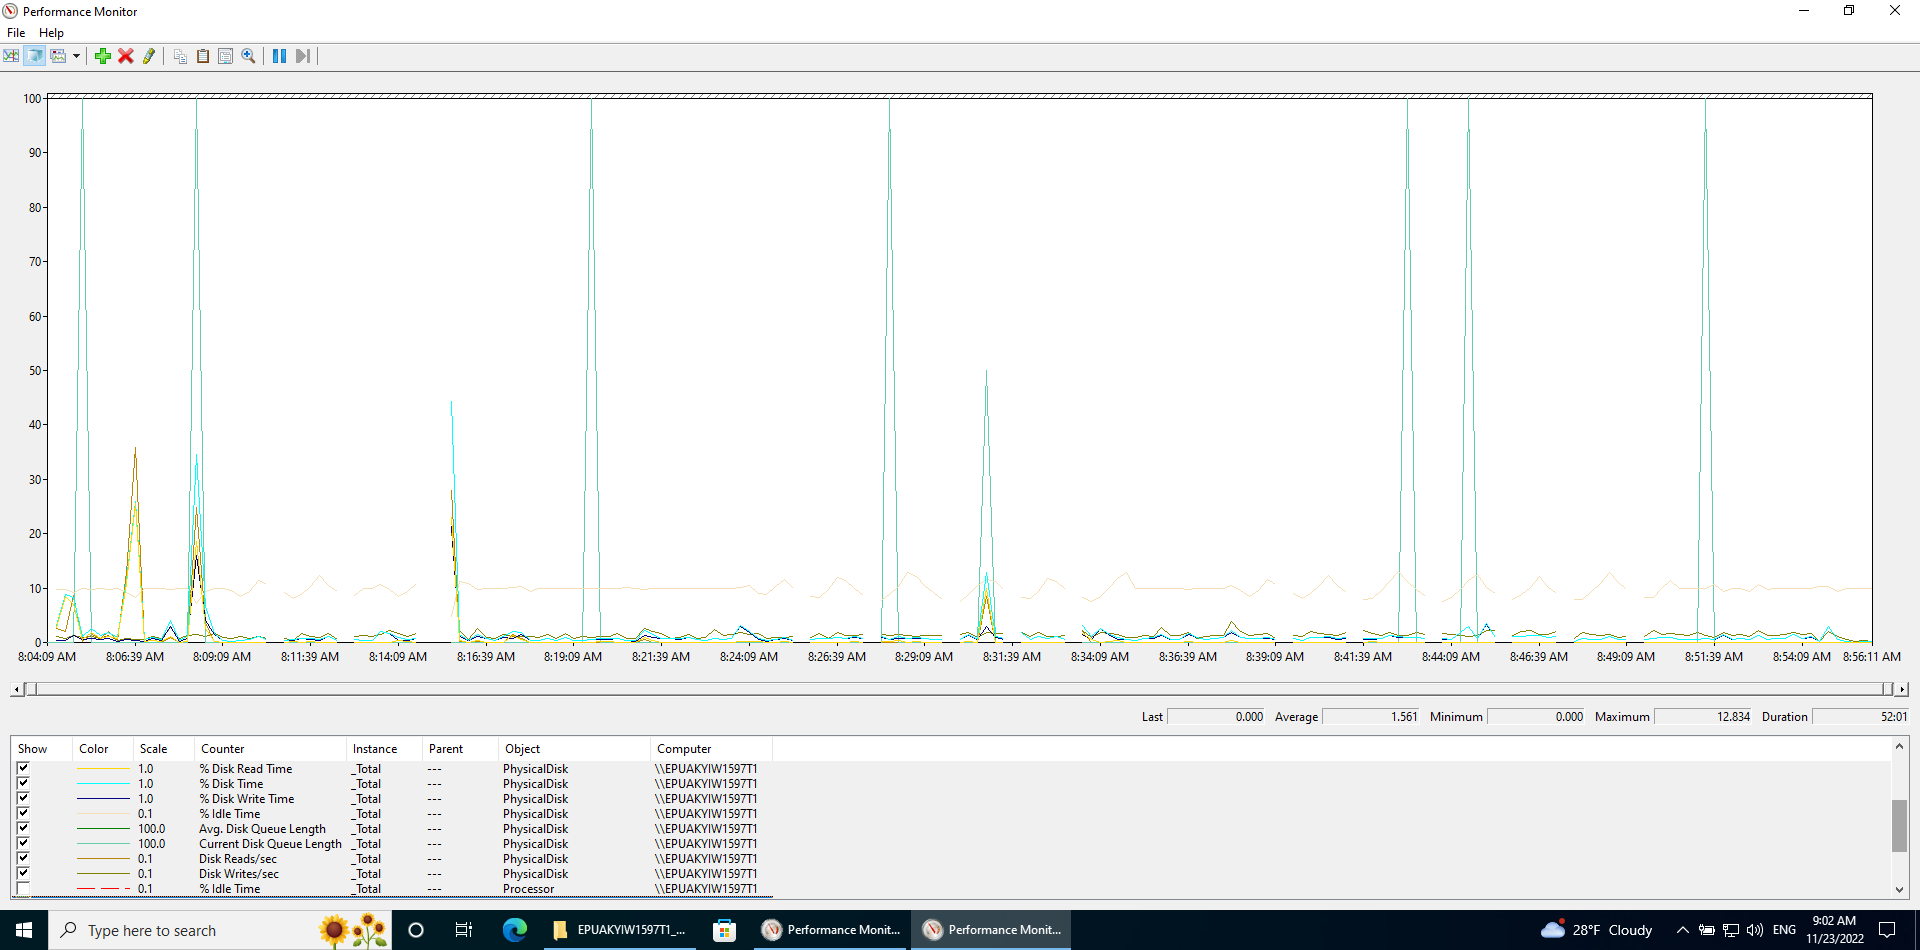 Performance Monitor
File Help
100
90
80
70
60
50
40
30
20
10
0
8:04:09 AM 8:06:39 AM 8:09:09 AM 8:11:39 AM 8:14:09 AM 8:16:39 AM 8:19:09 AM 8:21:39 AM 8:24:09 AM 8:26:39 AM 8:29:09 AM 8:31:39 AM 8:34:09 AM 8:36:39 AM 8:39:09 AM 8:41:39 AM 8:44:09 AM 8:46:39 AM 8:49:09 AM 8:51:39 AM 8:54:09 AM 8:56:11 AM
Last 0.000 Average 1.561 Minimum 0.000 Maximum 12.834 Duration 52:01
Show Color Scale Counter Instance Parent Object Computer
1.0 % Disk Read Time _Total --- PhysicalDisk \\EPUAKYIW1597T1
1.0 % Disk Time _Total --- PhysicalDisk \\EPUAKYIW1597T1
1.0 % Disk Write Time _Total --- PhysicalDisk \\EPUAKYIW1597T1
0.1 % Idle Time _Total --- PhysicalDisk \\EPUAKYIW1597T1
100.0 Avg. Disk Queue Length _Total --- PhysicalDisk \\EPUAKYIW1597T1
100.0 Current Disk Queue Length _Total --- PhysicalDisk \\EPUAKYIW1597T1
0.1 Disk Reads/sec _Total --- PhysicalDisk \\EPUAKYIW1597T1
0.1 Disk Writes/sec _Total --- PhysicalDisk \\EPUAKYIW1597T1
0.1 % Idle Time _Total --- Processor \\EPUAKYIW1597T1
Type here to search EPUAKYIW1597T1_... Performance Monit... Performance Monit... 28°F Cloudy ENG 9:02 AM
11/23/2022